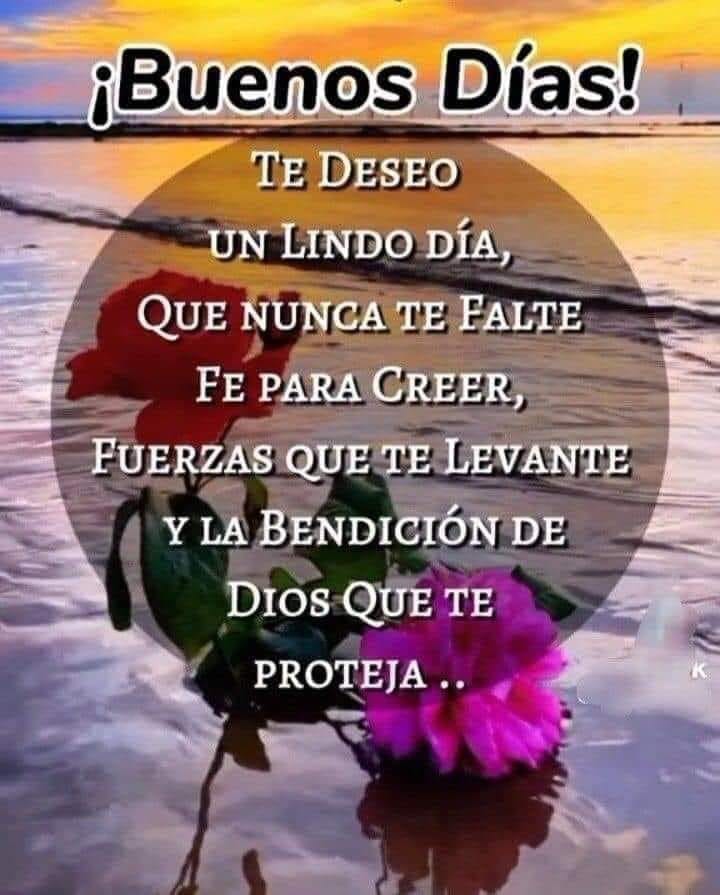 ¡Buenos Días!
Te Deseo
un Lindo día,
Que nunca te Falte
Fe para Creer,
Fuerzas que te Levante
y la Bendición de
Dios Que te
proteja ..
K